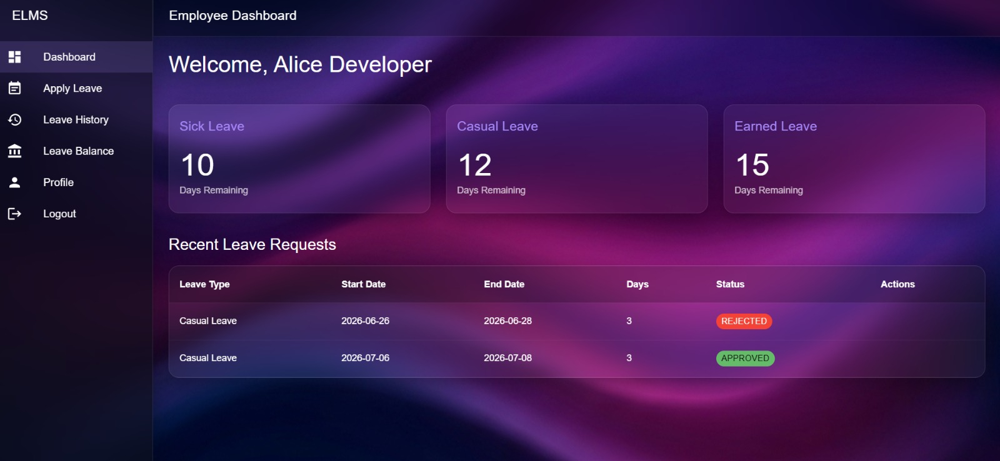 ELMS
Employee Dashboard
Dashboard
Apply Leave
Leave History
Leave Balance
Profile
Logout
Welcome, Alice Developer
Sick Leave
10
Days Remaining
Casual Leave
12
Days Remaining
Earned Leave
15
Days Remaining
Recent Leave Requests
Leave Type Start Date End Date Days Status Actions
Casual Leave 2026-06-26 2026-06-28 3 REJECTED
Casual Leave 2026-07-06 2026-07-08 3 APPROVED